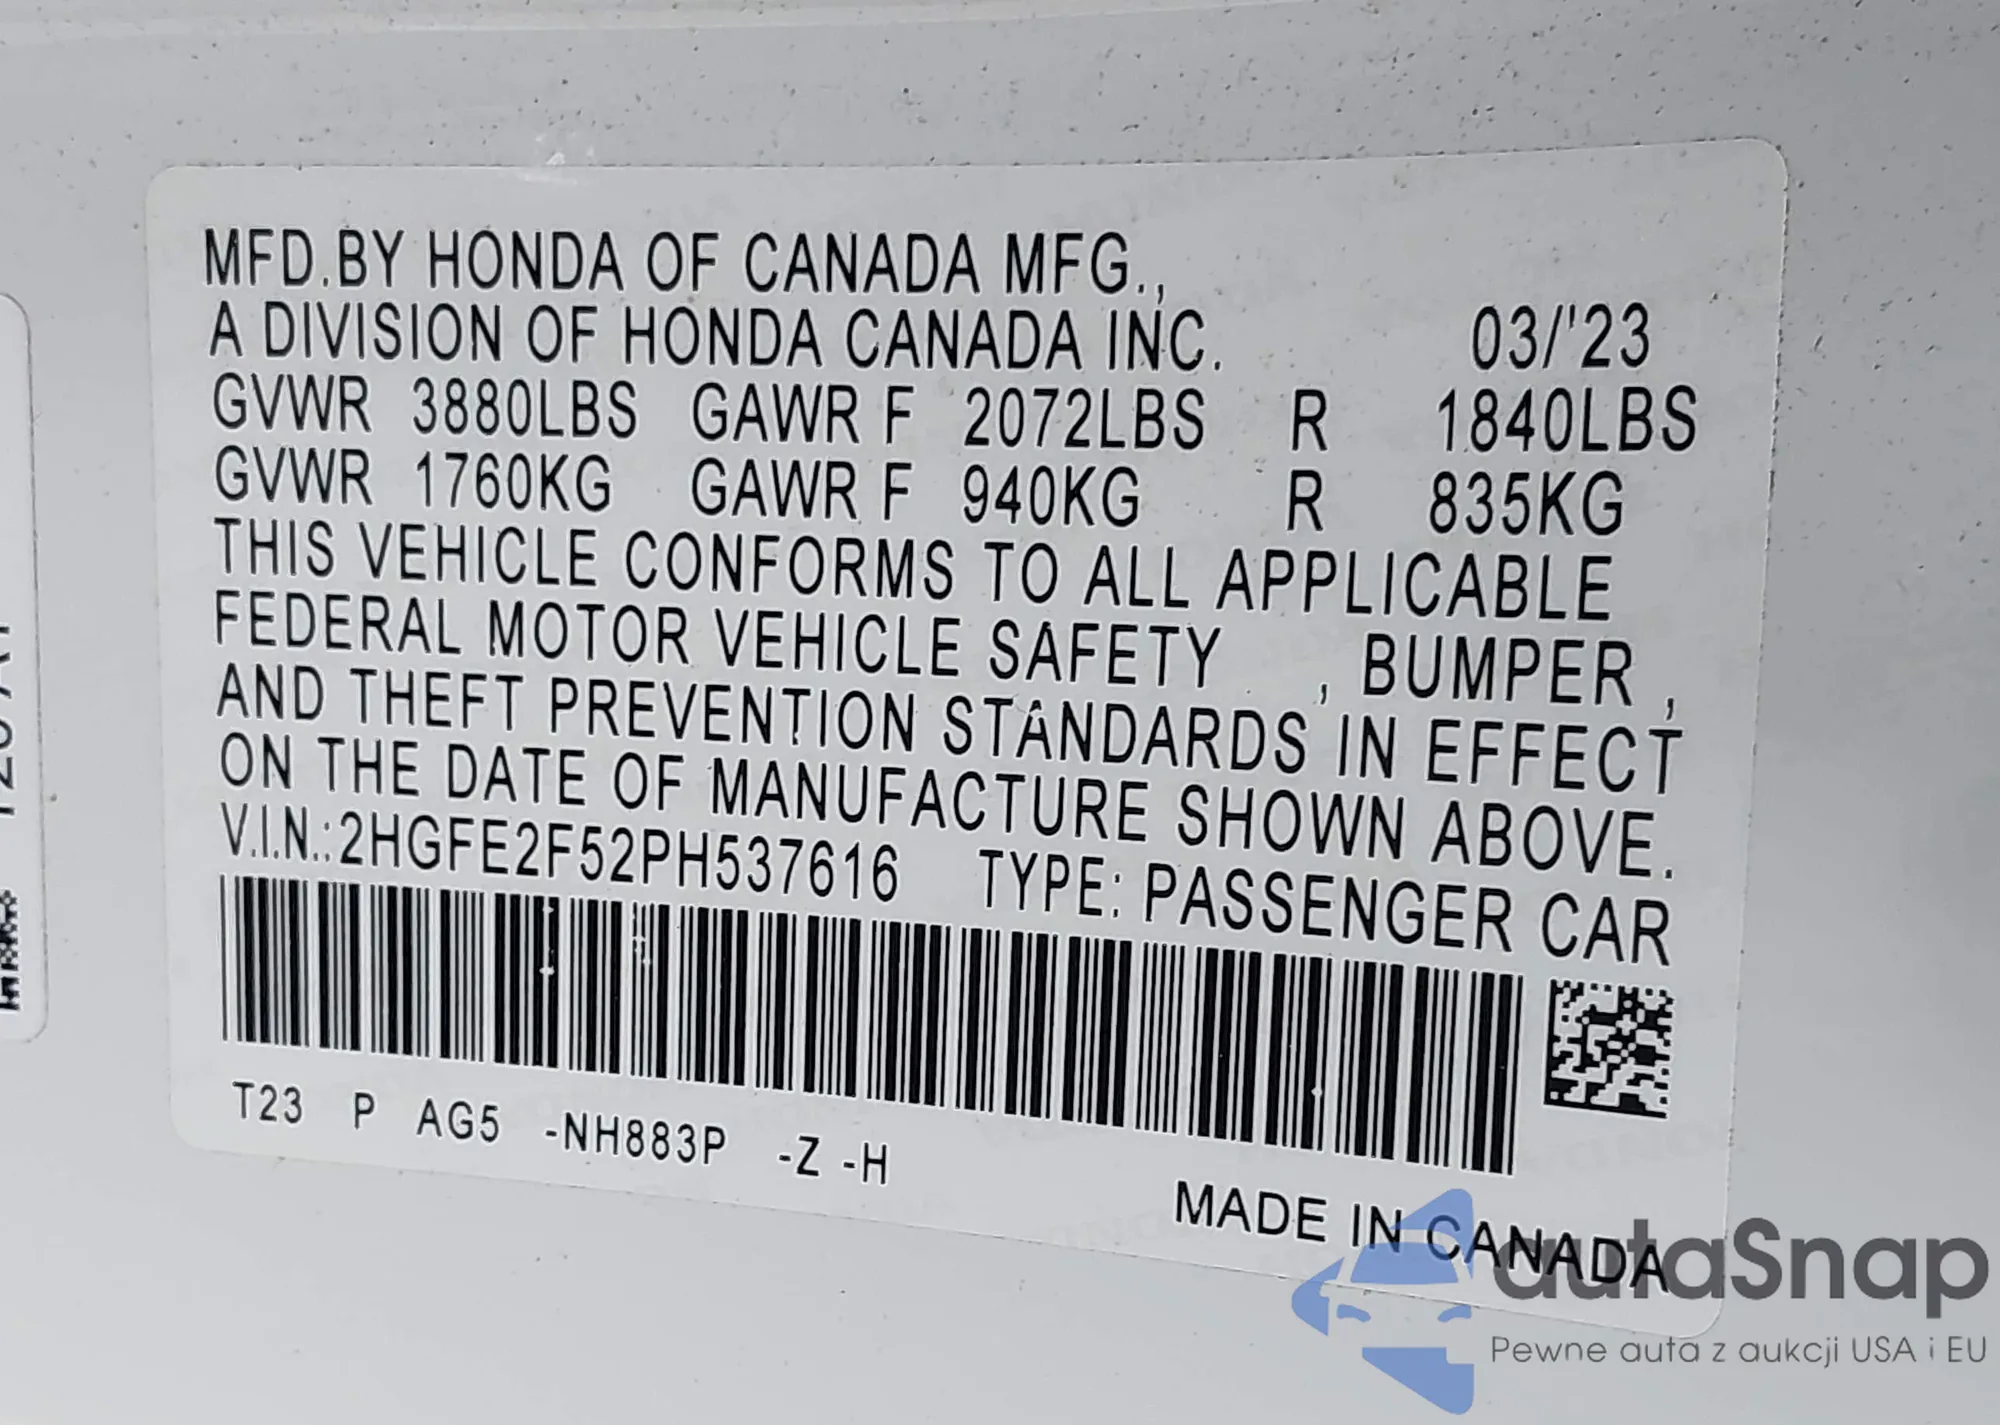 MFD.BY HONDA OF CANADA MFG.,
A DIVISION OF HONDA CANADA INC. 03/'23
GVWR 3880LBS GAWR F 2072LBS R 1840LBS
GVWR 1760KG GAWR F 940KG R 835KG
THIS VEHICLE CONFORMS TO ALL APPLICABLE
FEDERAL MOTOR VEHICLE SAFETY , BUMPER ,
AND THEFT PREVENTION STANDARDS IN EFFECT
ON THE DATE OF MANUFACTURE SHOWN ABOVE.
V.I.N.:2HGFE2F52PH537616 TYPE: PASSENGER CAR
T23 P AG5 -NH883P -Z -H
MADE IN CANADA
autaSnap
Pewne auta z aukcji USA i EU